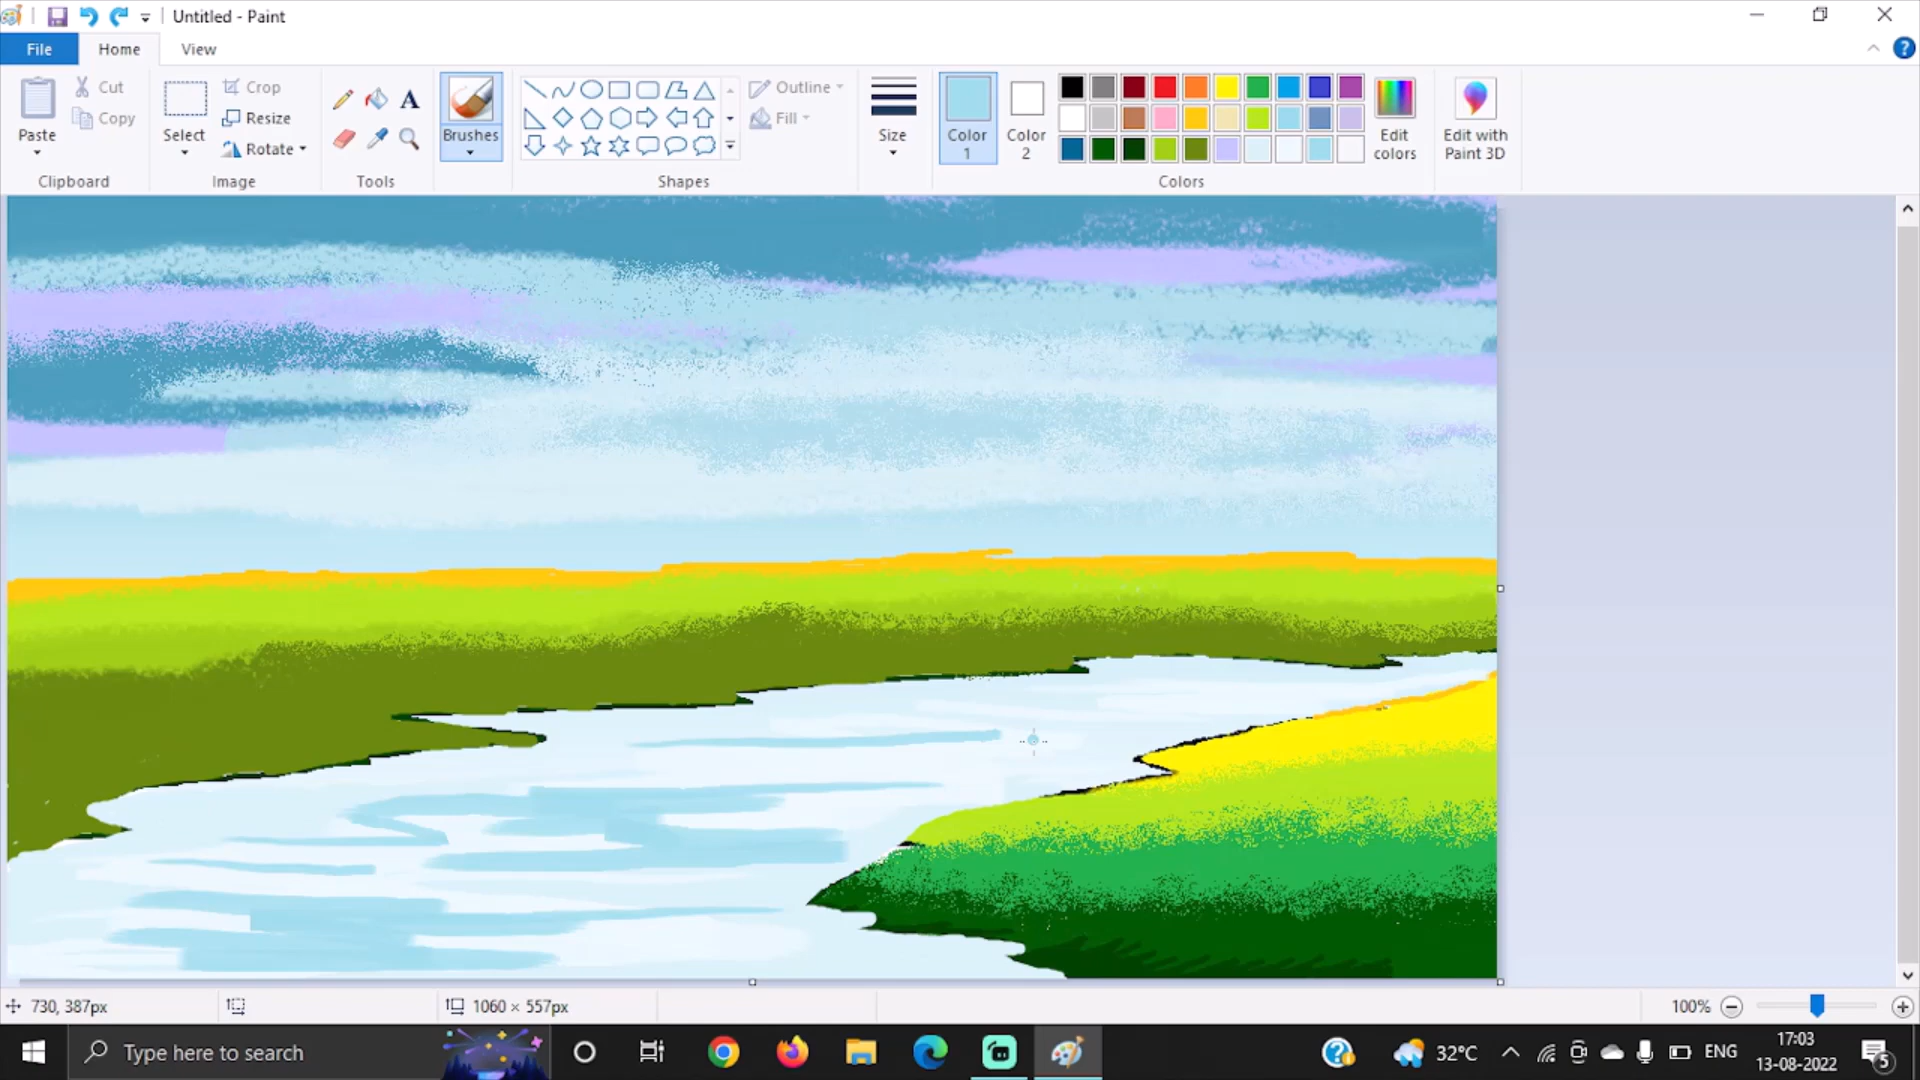 Untitled - Paint
File Home View
Paste Cut Copy Select Crop Resize Rotate A Brushes Outline Fill Size Color 1 Color 2 Edit colors Edit with Paint 3D
Clipboard Image Tools Shapes Colors
730, 387px 1060 × 557px 100%
Type here to search 32°C ENG 17:03
13-08-2022 5